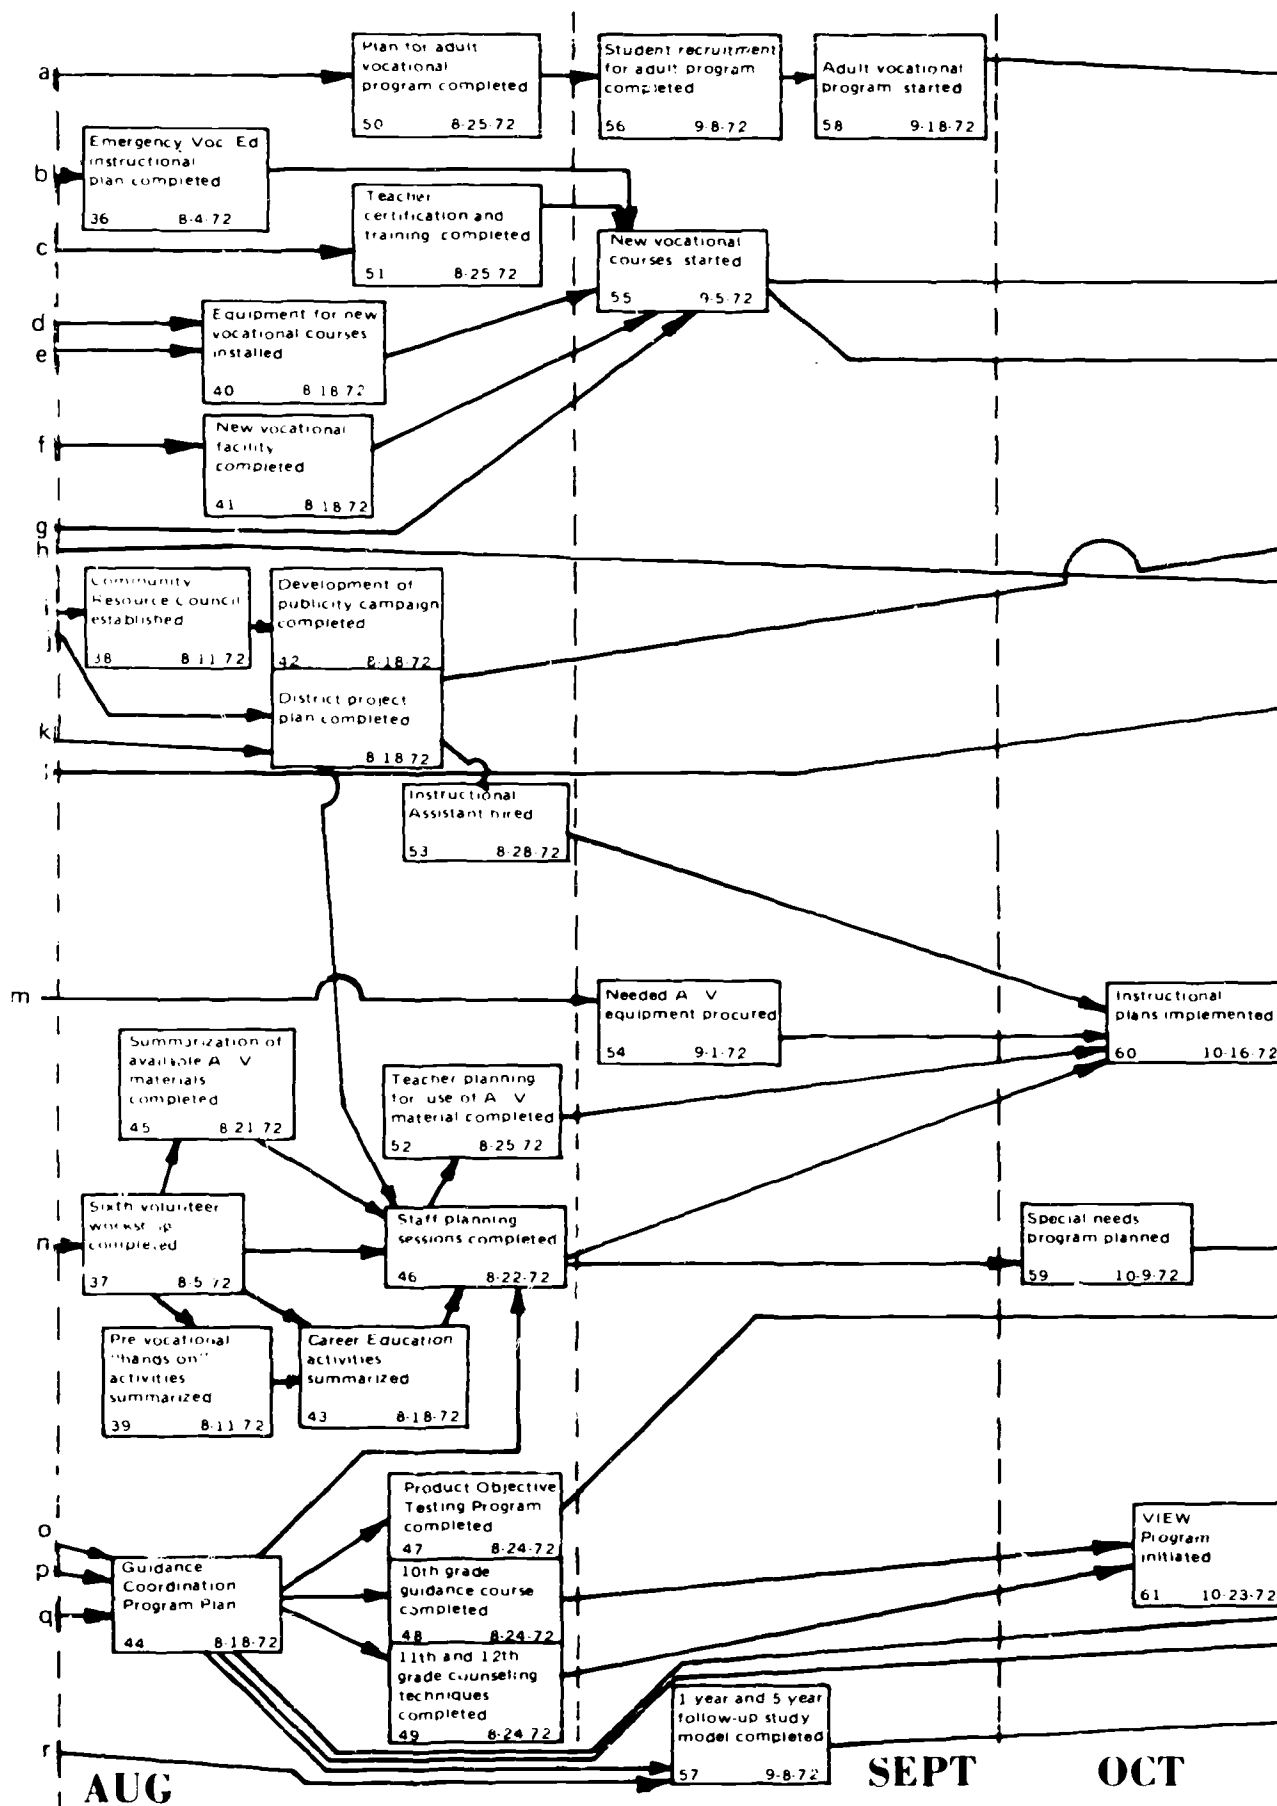 a
Plan for adult
vocational
program completed
50 8-25-72
Student recruitment
for adult program
completed
56 9-8-72
Adult vocational
program started
58 9-18-72
b
Emergency Voc Ed
instructional
plan completed
36 8-4-72
c
Teacher
certification and
training completed
51 8-25 72
New vocational
courses started
55 9-5-72
d
e
Equipment for new
vocational courses
installed
40 8 18 72
f
New vocational
facility
completed
41 8 18 72
g
h
i
j
Community
Resource Council
established
38 8-11-72
Development of
publicity campaign
completed
42 8-18-72
District project
plan completed
8 18 72
k
Instructional
Assistant hired
53 8-28-72
m
Needed A V
equipment procured
54 9-1-72
Instructional
plans implemented
60 10-16-72
Summarization of
available A V
materials
completed
45 8 21 72
Teacher planning
for use of A V
material completed
52 8-25 72
n
Sixth volunteer
workshop
completed
37 8-5 72
Staff planning
sessions completed
46 8-22-72
Special needs
program planned
59 10-9-72
Pre vocational
"hands on"
activities
summarized
39 8-11 72
Career Education
activities
summarized
43 8-18-72
o
p
q
Guidance
Coordination
Program Plan
44 8-18-72
Product Objective
Testing Program
completed
47 8-24-72
10th grade
guidance course
completed
48 8-24-72
11th and 12th
grade counseling
techniques
completed
49 8-24 72
VIEW
Program
initiated
61 10-23-72
r
1 year and 5 year
follow-up study
model completed
57 9-8-72
AUG
SEPT
OCT